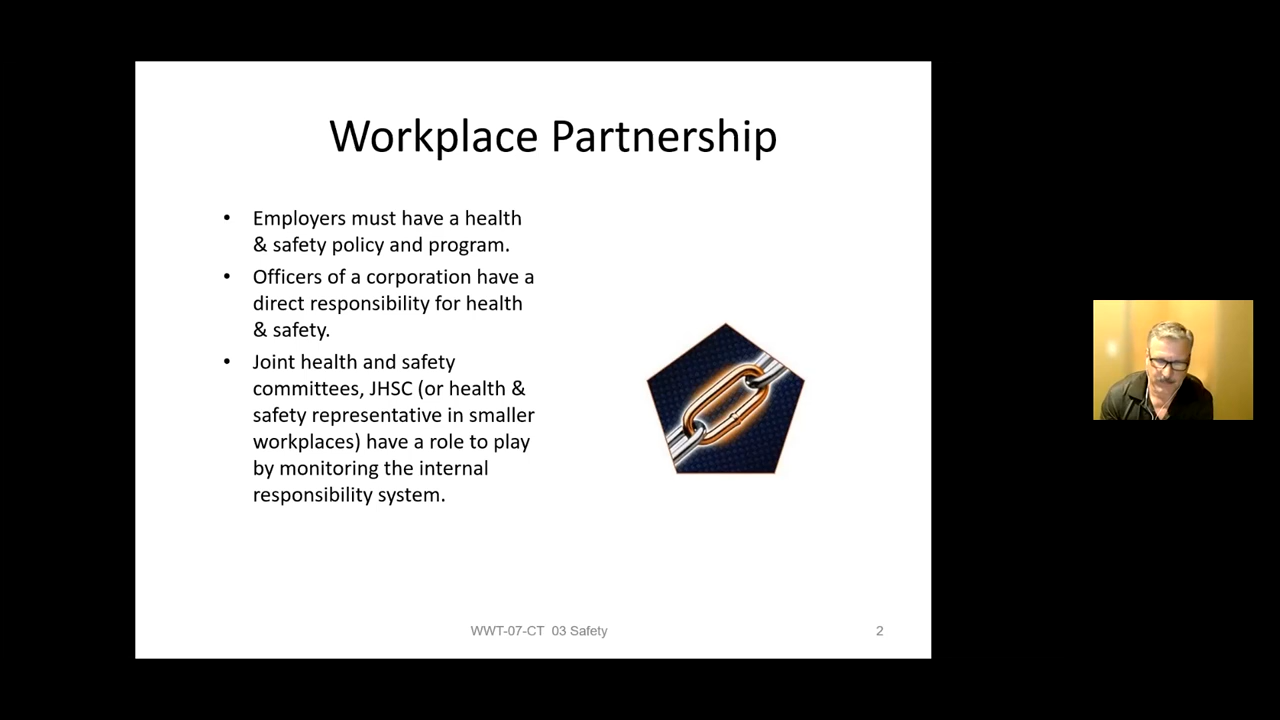 Workplace Partnership
• Employers must have a health
& safety policy and program.
• Officers of a corporation have a
direct responsibility for health
& safety.
• Joint health and safety
committees, JHSC (or health &
safety representative in smaller
workplaces) have a role to play
by monitoring the internal
responsibility system.
WWT-07-CT  03 Safety
2